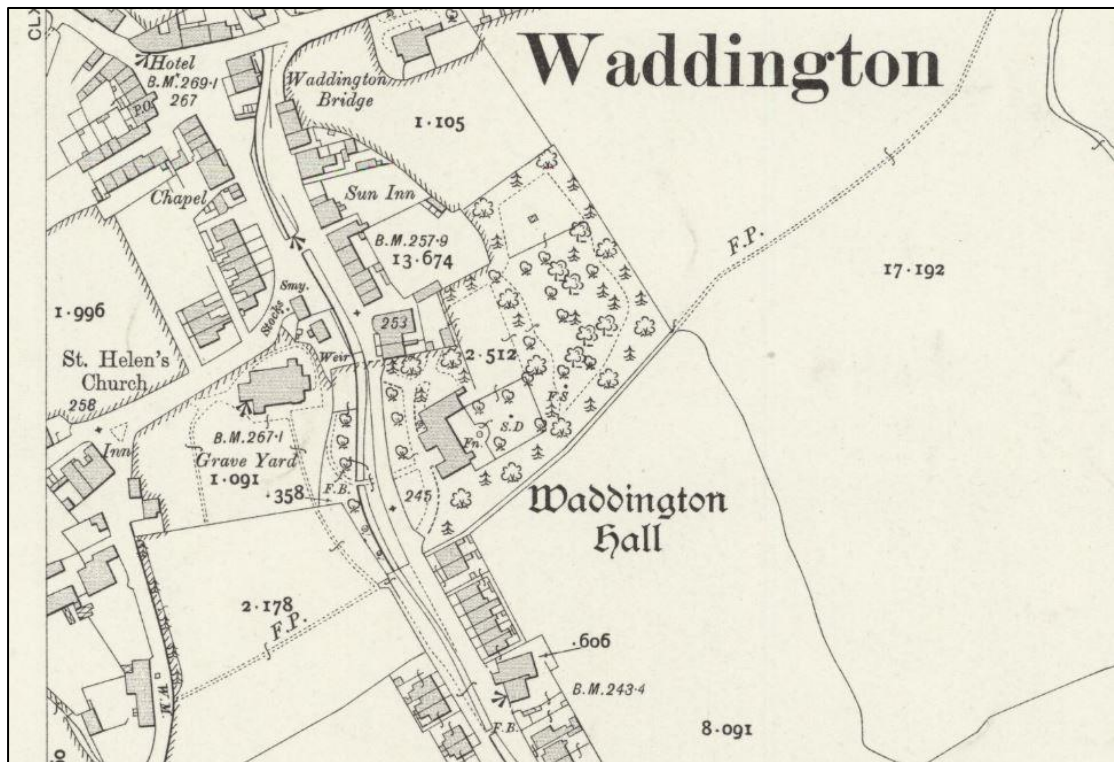 CLX
Waddington
Hotel
B.M.269·1
267
P.O.
Waddington
Bridge
1·105
Chapel
Sun Inn
B.M.257·9
13·674
F.P.
17·192
1·996
Smy.
Stocks
253
Weir
2·512
St. Helen's
Church
258
F.S
S.D
Fn.
B.M.267·1
Inn
Grave Yard
1·091
·358
F.B.
245
Waddington
Hall
2·178
F.P.
·606
W.M.
B.M.243·4
F.B.
8·091